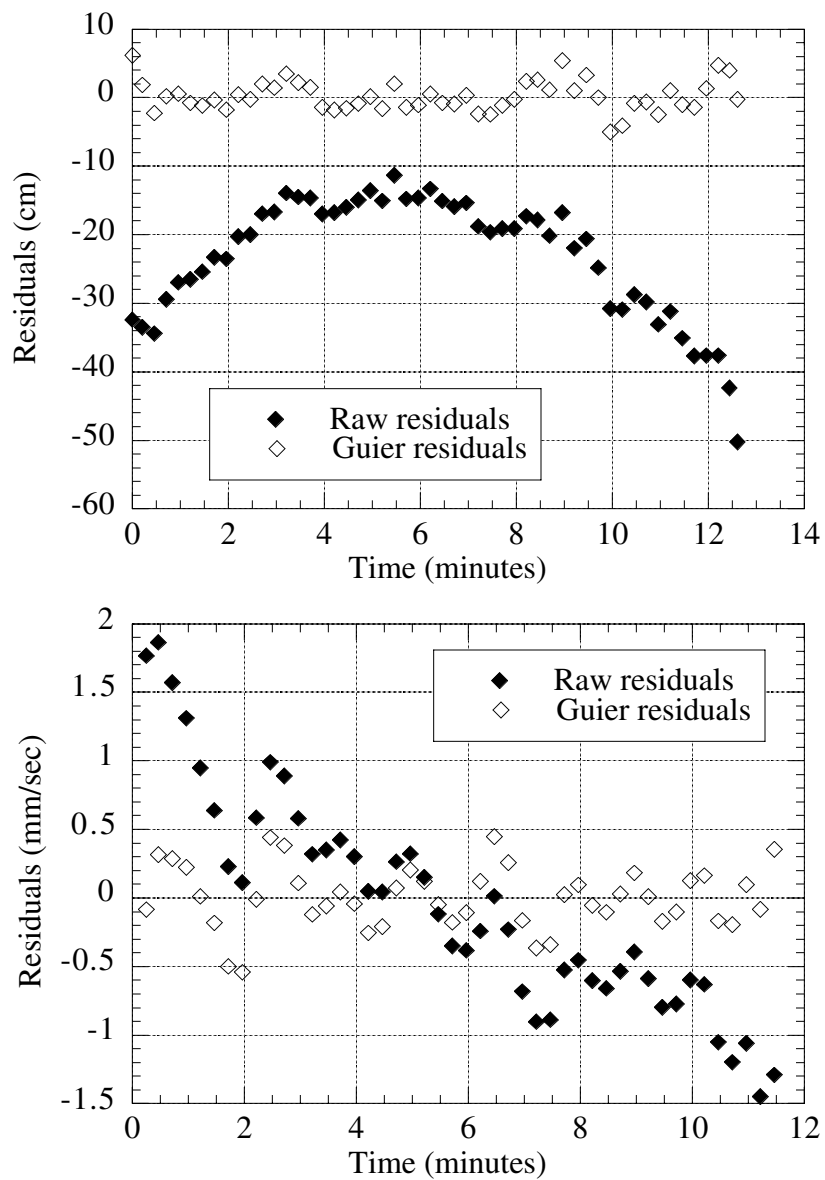 10
0
-10
-20
-30
-40
-50
-60
Residuals (cm)
Raw residuals
Guier residuals
0 2 4 6 8 10 12 14
Time (minutes)
2
1.5
1
0.5
0
-0.5
-1
-1.5
Residuals (mm/sec)
Raw residuals
Guier residuals
0 2 4 6 8 10 12
Time (minutes)